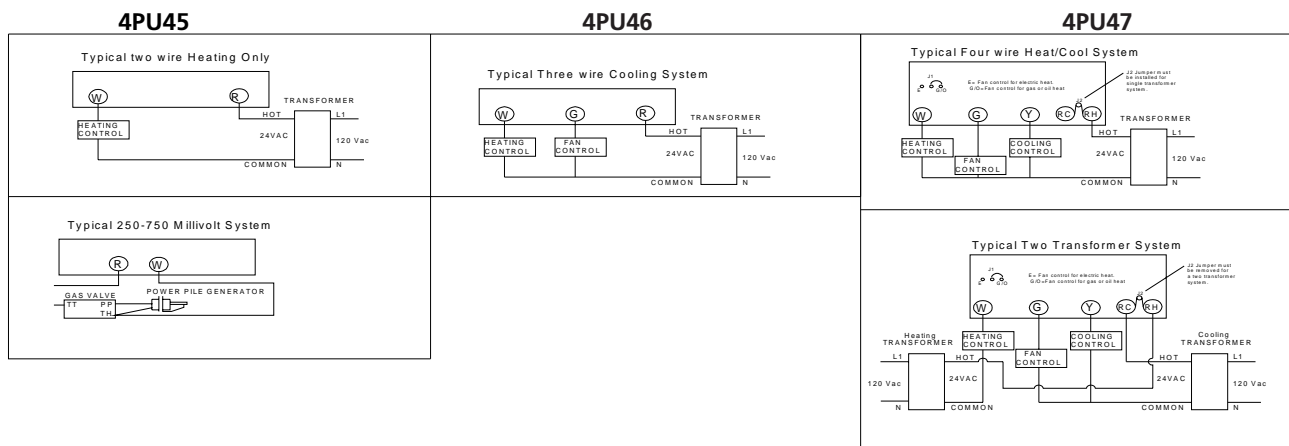 4PU45
Typical two wire Heating Only
W
R
TRANSFORMER
HEATING
CONTROL
HOT
L1
24VAC
120 Vac
COMMON
N
Typical 250-750 Millivolt System
R
W
GAS VALVE
POWER PILE GENERATOR
TT
PP
TH
4PU46
Typical Three wire Cooling System
W
G
R
TRANSFORMER
HEATING
CONTROL
FAN
CONTROL
HOT
L1
24VAC
120 Vac
COMMON
N
4PU47
Typical Four wire Heat/Cool System
J1
E
G/O
E= Fan control for electric heat.
G/O=Fan control for gas or oil heat
J2 Jumper must
be installed for
single transformer
system.
J2
W
G
Y
RC
RH
TRANSFORMER
HEATING
CONTROL
FAN
CONTROL
COOLING
CONTROL
HOT
L1
24VAC
120 Vac
COMMON
N
Typical Two Transformer System
J1
E
G/O
E= Fan control for electric heat.
G/O=Fan control for gas or oil heat
J2 Jumper must
be removed for
a two transformer
system.
J2
W
G
Y
RC
RH
Heating
TRANSFORMER
HEATING
CONTROL
FAN
CONTROL
COOLING
CONTROL
Cooling
TRANSFORMER
L1
HOT
HOT
L1
120 Vac
24VAC
24VAC
120 Vac
N
COMMON
COMMON
N